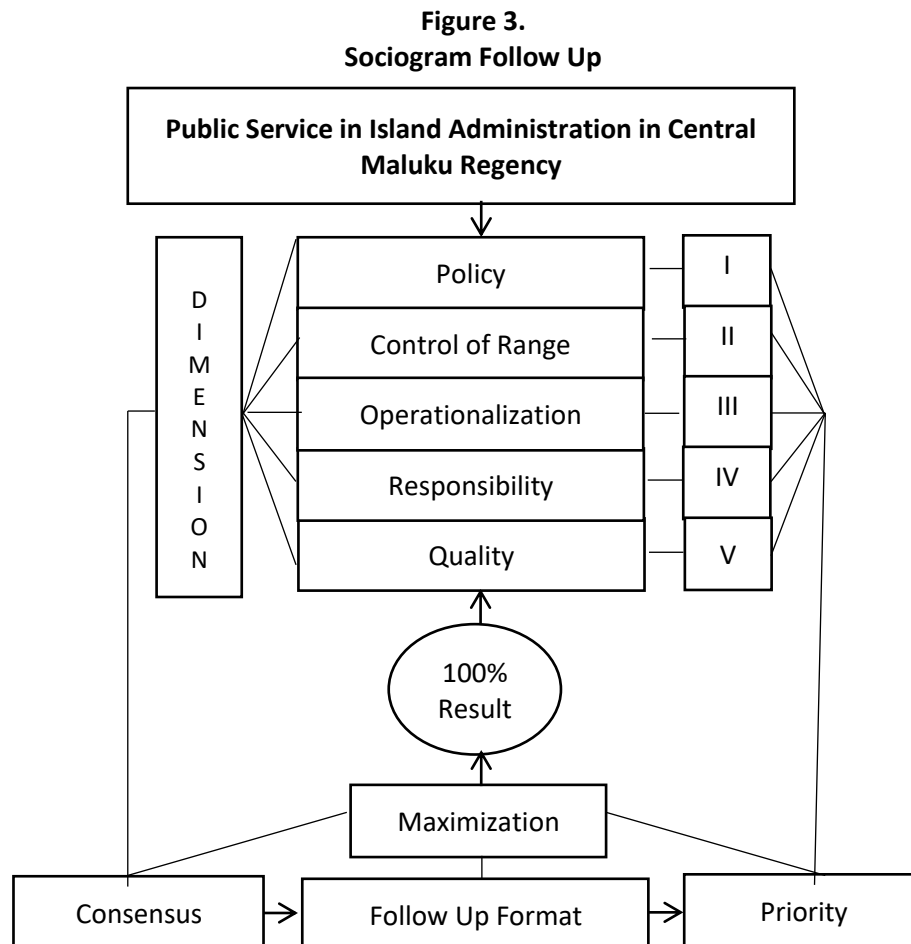 Figure 3.
Sociogram Follow Up
Public Service in Island Administration in Central
Maluku Regency
DIMENSION
Policy
I
Control of Range
II
Operationalization
III
Responsibility
IV
Quality
V
100%
Result
Maximization
Consensus
Follow Up Format
Priority